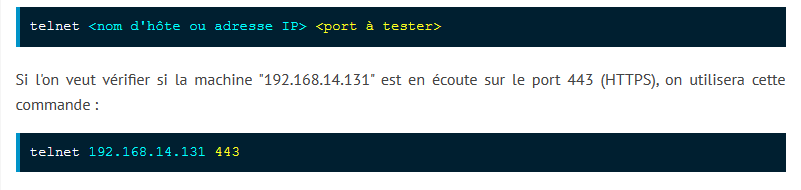 telnet <nom d'hôte ou adresse IP> <port à tester>
Si l'on veut vérifier si la machine "192.168.14.131" est en écoute sur le port 443 (HTTPS), on utilisera cette
commande :
telnet 192.168.14.131 443